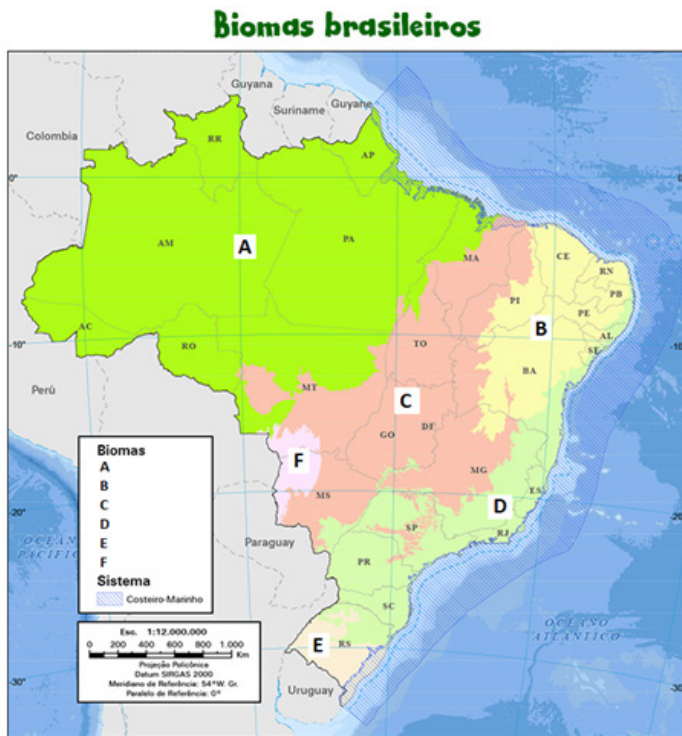 Biomas brasileiros
Guyana
Suriname
Guyane
Colombia
RR
AP
0°
AM
A
PA
MA
CE
RN
PB
PI
PE
AL
SE
B
AC
RO
TO
BA
-10°
MT
Perù
C
GO
DF
F
MG
MS
ES
D
SP
RJ
-20°
Biomas
A
B
C
D
E
F
Sistema
Costeiro-Marinho
OCEANO
PACÍFICO
Paraguay
PR
SC
OCEANO
ATLÂNTICO
E
RS
Esc. 1:12.000.000
0 200 400 600 800 1.000
Km
Projeção Policônica
Datum SIRGAS 2000
Meridiano de Referência: 54°W. Gr.
Paralelo de Referência: 0°
Uruguay
-30°